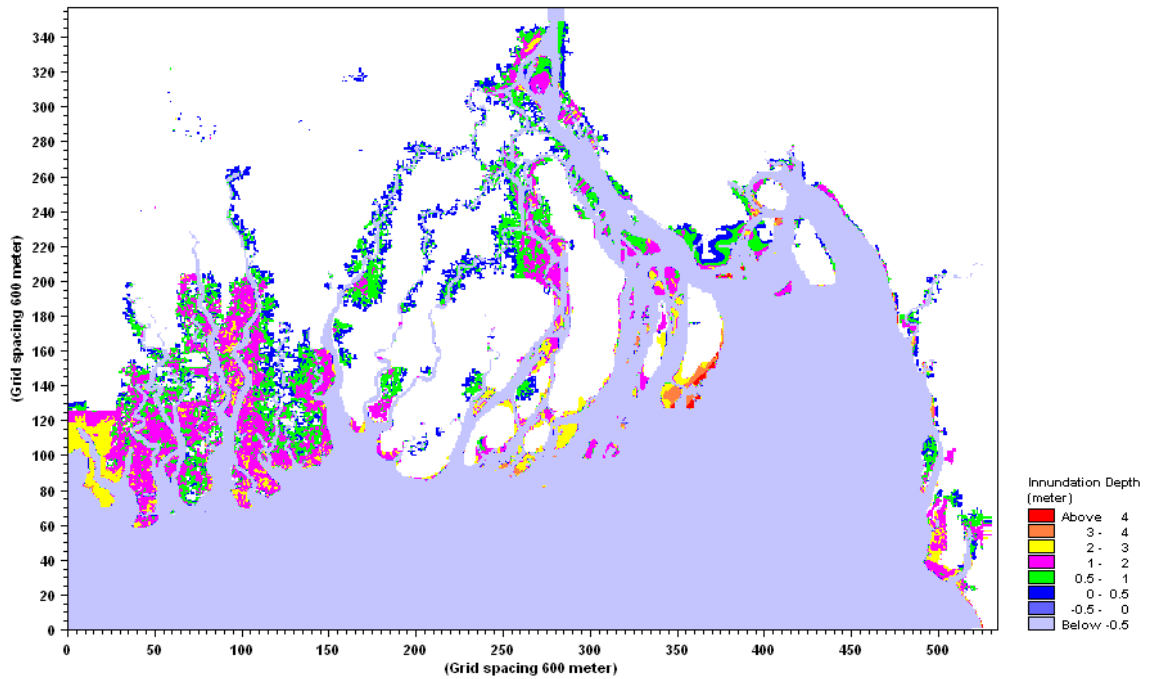 340
320
300
280
260
240
220
200
180
160
140
120
100
80
60
40
20
0
(Grid spacing 600 meter)
0 50 100 150 200 250 300 350 400 450 500
(Grid spacing 600 meter)
Innundation Depth
(meter)
Above 4
3 - 4
2 - 3
1 - 2
0.5 - 1
0 - 0.5
-0.5 - 0
Below -0.5